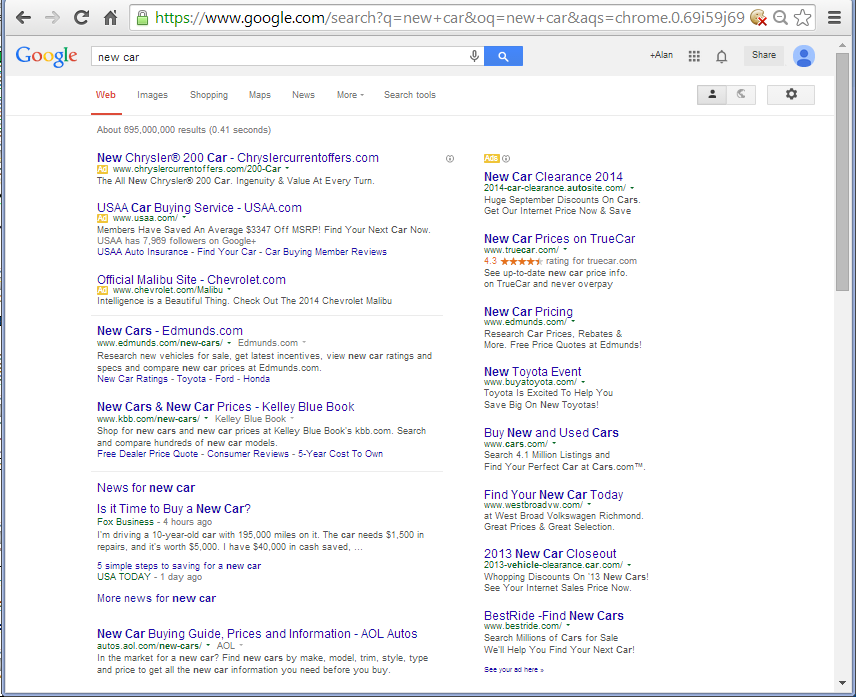 https://www.google.com/search?q=new+car&oq=new+car&aqs=chrome.0.69i59j69
Google
new car
+Alan
Share
Web Images Shopping Maps News More Search tools
About 695,000,000 results (0.41 seconds)
New Chrysler® 200 Car - Chryslercurrentoffers.com
Ad www.chryslercurrentoffers.com/200-Car
The All New Chrysler® 200 Car. Ingenuity & Value At Every Turn.
USAA Car Buying Service - USAA.com
Ad www.usaa.com/
Members Have Saved An Average $3347 Off MSRP! Find Your Next Car Now.
USAA has 7,969 followers on Google+
USAA Auto Insurance - Find Your Car - Car Buying Member Reviews
Official Malibu Site - Chevrolet.com
Ad www.chevrolet.com/Malibu
Intelligence is a Beautiful Thing. Check Out The 2014 Chevrolet Malibu
New Cars - Edmunds.com
www.edmunds.com/new-cars/ Edmunds.com
Research new vehicles for sale, get latest incentives, view new car ratings and
specs and compare new car prices at Edmunds.com.
New Car Ratings - Toyota - Ford - Honda
New Cars & New Car Prices - Kelley Blue Book
www.kbb.com/new-cars/ Kelley Blue Book
Shop for new cars and new car prices at Kelley Blue Book's kbb.com. Search
and compare hundreds of new car models.
Free Dealer Price Quote - Consumer Reviews - 5-Year Cost To Own
News for new car
Is it Time to Buy a New Car?
Fox Business - 4 hours ago
I'm driving a 10-year-old car with 195,000 miles on it. The car needs $1,500 in
repairs, and it's worth $5,000. I have $40,000 in cash saved, ...
5 simple steps to saving for a new car
USA TODAY - 1 day ago
More news for new car
New Car Buying Guide, Prices and Information - AOL Autos
autos.aol.com/new-cars/ AOL
In the market for a new car? Find new cars by make, model, trim, style, type
and price to get all the new car information you need before you buy.
Ads
New Car Clearance 2014
2014-car-clearance.autosite.com/
Huge September Discounts On Cars.
Get Our Internet Price Now & Save
New Car Prices on TrueCar
www.truecar.com/
4.3 ★★★★★ rating for truecar.com
See up-to-date new car price info.
on TrueCar and never overpay
New Car Pricing
www.edmunds.com/
Research Car Prices, Rebates &
More. Free Price Quotes at Edmunds!
New Toyota Event
www.buyatoyota.com/
Toyota Is Excited To Help You
Save Big On New Toyotas!
Buy New and Used Cars
www.cars.com/
Search 4.1 Million Listings and
Find Your Perfect Car at Cars.com™.
Find Your New Car Today
www.westbroadvw.com/
at West Broad Volkswagen Richmond.
Great Prices & Great Selection.
2013 New Car Closeout
2013-vehicle-clearance.car.com/
Whopping Discounts On '13 New Cars!
See Your Internet Sales Price Now.
BestRide -Find New Cars
www.bestride.com/
Search Millions of Cars for Sale
We'll Help You Find Your Next Car!
See your ad here »